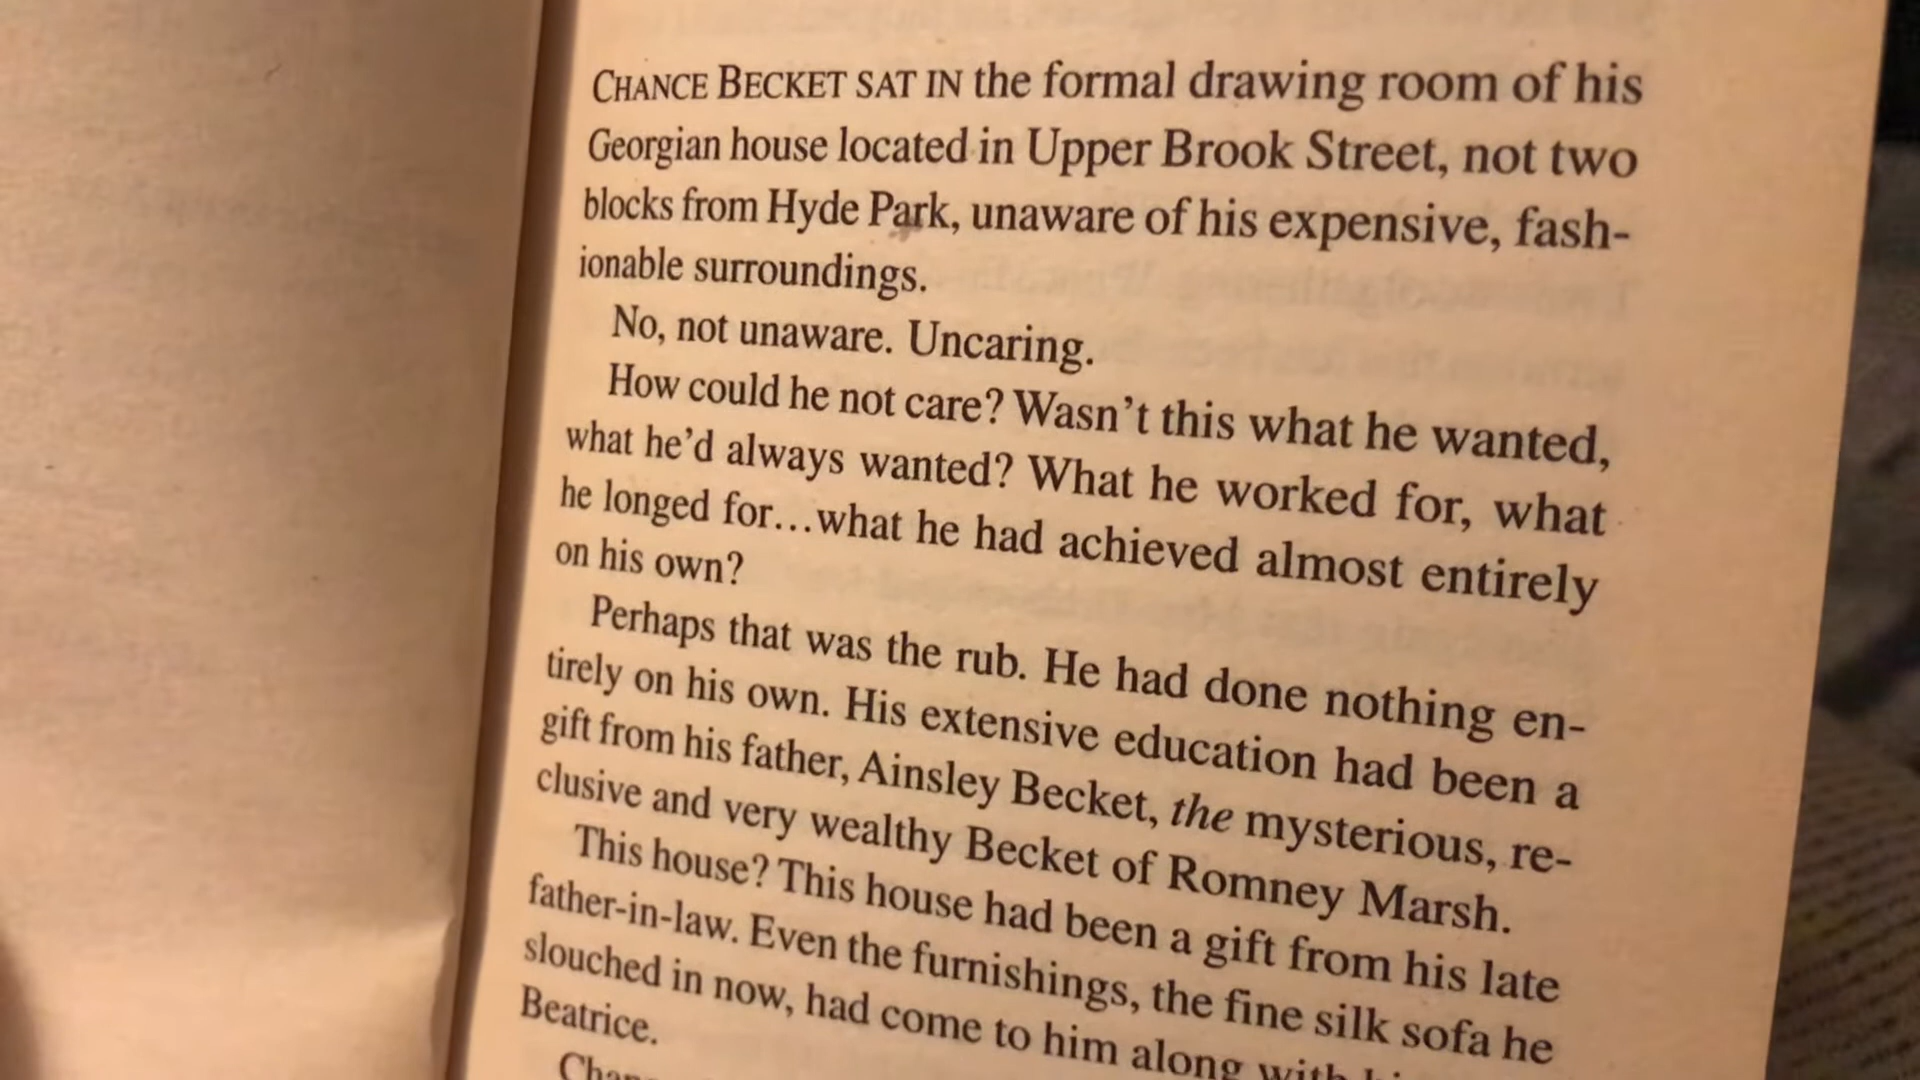 CHANCE BECKET SAT IN the formal drawing room of his
Georgian house located in Upper Brook Street, not two
blocks from Hyde Park, unaware of his expensive, fash-
ionable surroundings.
No, not unaware. Uncaring.
How could he not care? Wasn't this what he wanted,
what he'd always wanted? What he worked for, what
he longed for...what he had achieved almost entirely
on his own?
Perhaps that was the rub. He had done nothing en-
tirely on his own. His extensive education had been a
gift from his father, Ainsley Becket, the mysterious, re-
clusive and very wealthy Becket of Romney Marsh.
This house? This house had been a gift from his late
father-in-law. Even the furnishings, the fine silk sofa he
slouched in now, had come to him along with
Beatrice.